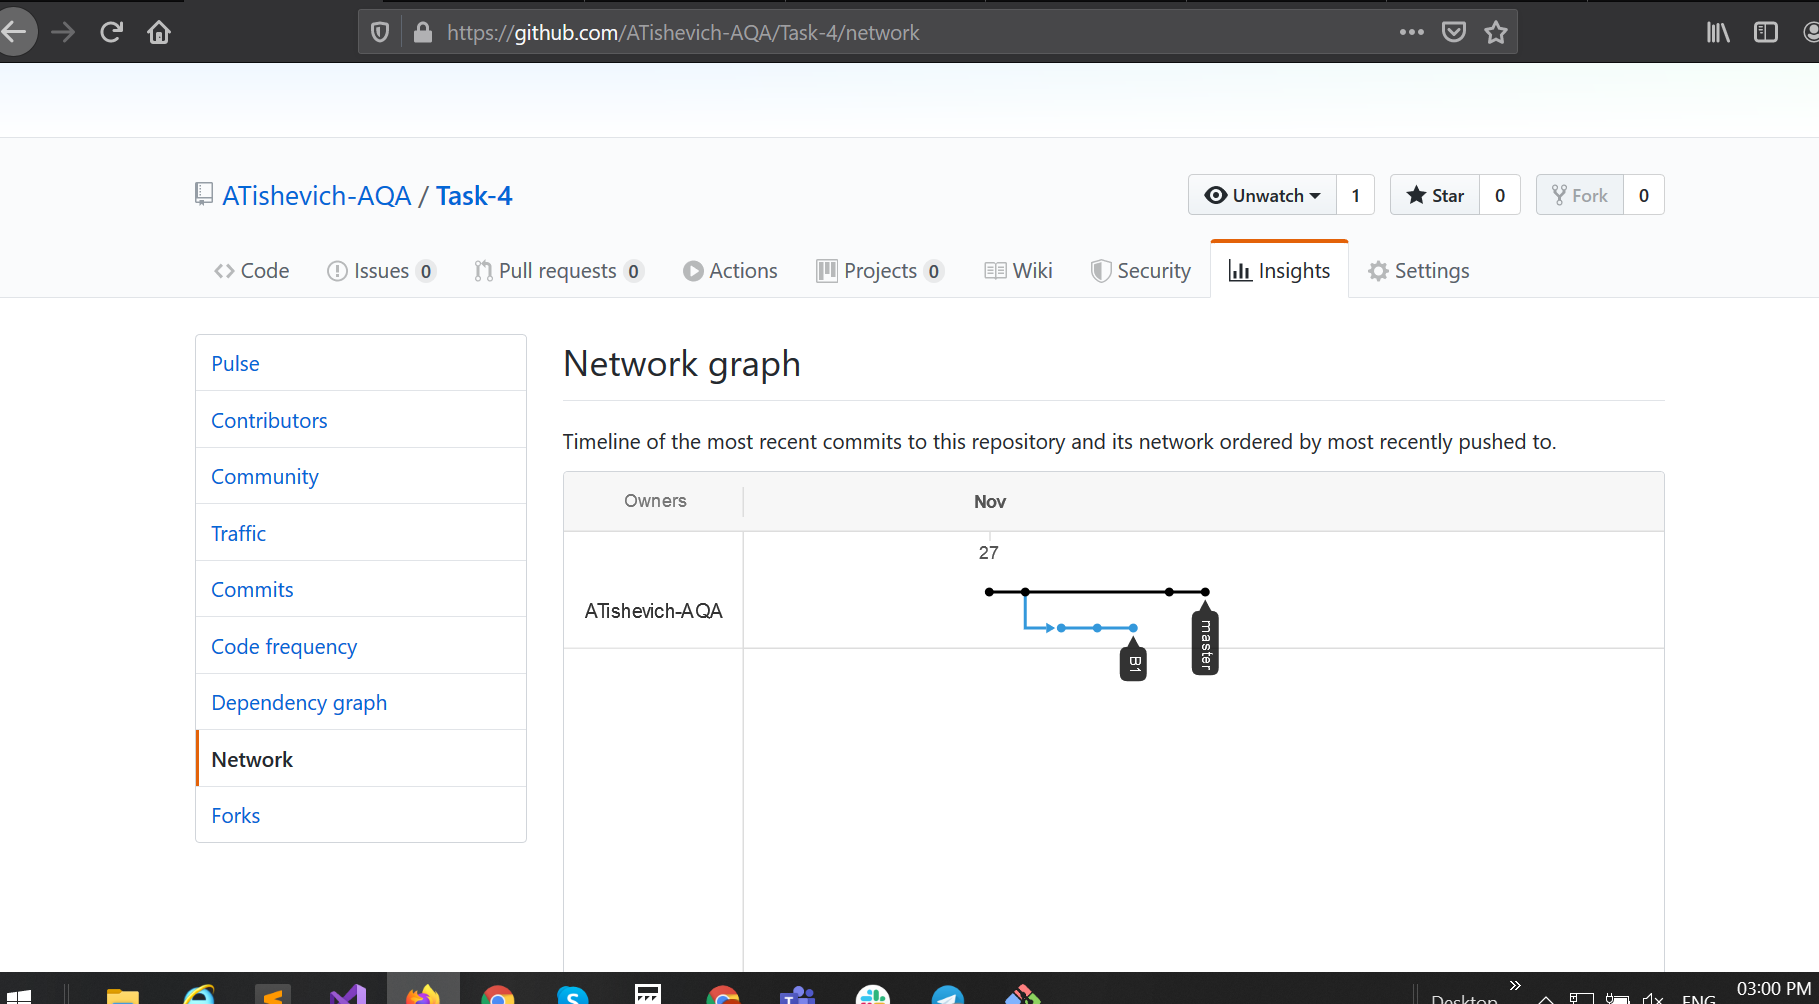 https://github.com/ATishevich-AQA/Task-4/network
ATishevich-AQA / Task-4
Unwatch 1
Star 0
Fork 0
Code
Issues 0
Pull requests 0
Actions
Projects 0
Wiki
Security
Insights
Settings
Pulse
Contributors
Community
Traffic
Commits
Code frequency
Dependency graph
Network
Forks
Network graph
Timeline of the most recent commits to this repository and its network ordered by most recently pushed to.
Owners
Nov
27
ATishevich-AQA
master
B1
Desktop
ENG
03:00 PM